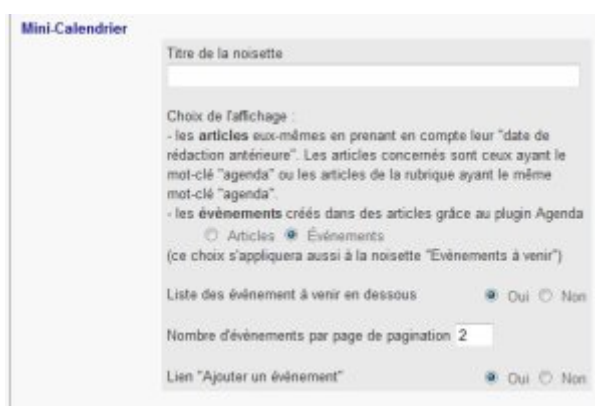 Mini-Calendrier
Titre de la noisette
Choix de l'affichage :
- les articles eux-mêmes en prenant en compte leur "date de
rédaction antérieure". Les articles concernés sont ceux ayant le
mot-clé "agenda" ou les articles de la rubrique ayant le même
mot-clé "agenda".
- les évènements créés dans des articles grâce au plugin Agenda
Articles Événements
(ce choix s'appliquera aussi à la noisette "Evènements à venir")
Liste des évènement à venir en dessous Oui Non
Nombre d'évènements par page de pagination 2
Lien "Ajouter un évènement" Oui Non